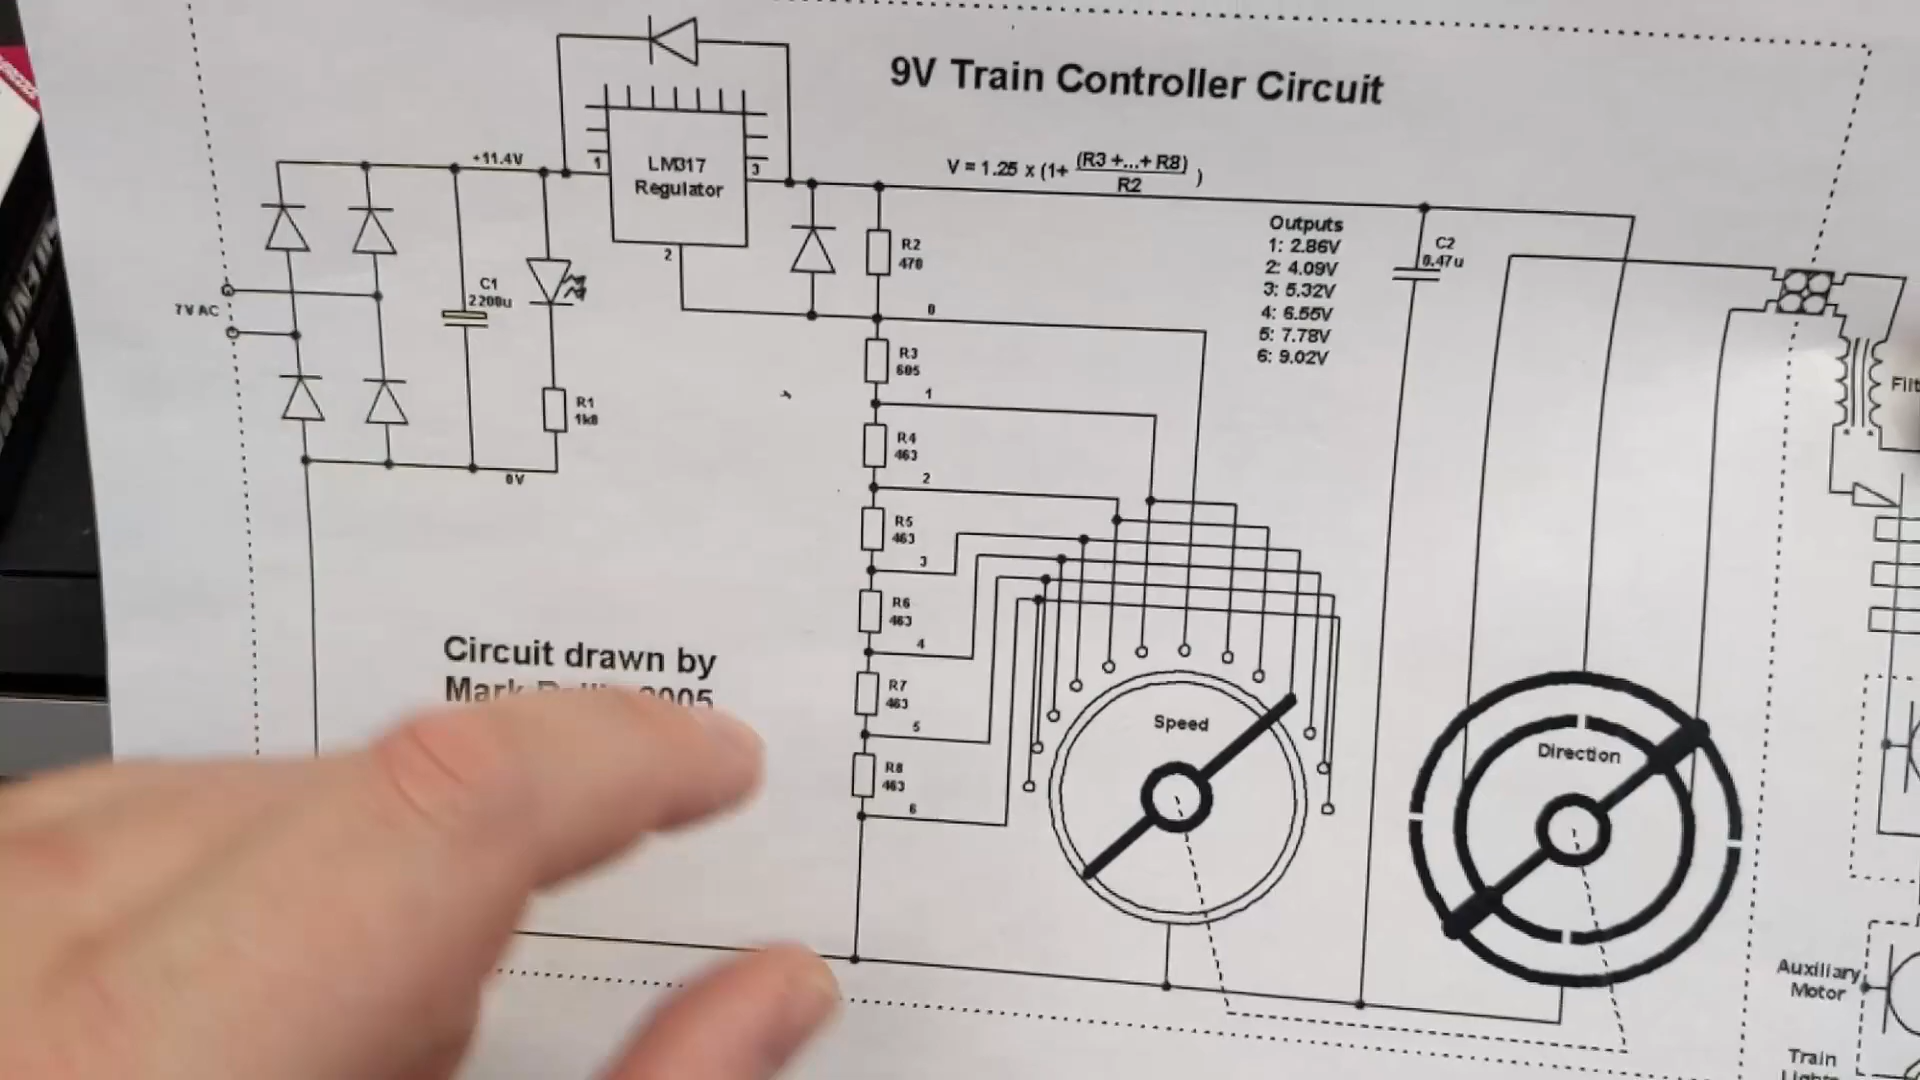 9V Train Controller Circuit
+11.4V
1
LM317
Regulator
3
2
V = 1.25 x (1+ (R3 +...+ R8) )
R2
Outputs
1: 2.86V
2: 4.09V
3: 5.32V
4: 6.55V
5: 7.78V
6: 9.02V
C2
0.47u
R2
470
C1
2200u
7V AC
0
R3
605
1
R1
1k8
0V
R4
463
2
R5
463
3
R6
463
4
R7
463
5
R8
463
6
Circuit drawn by
Mark
2005
Speed
Direction
Filt
Auxiliary
Motor
Train